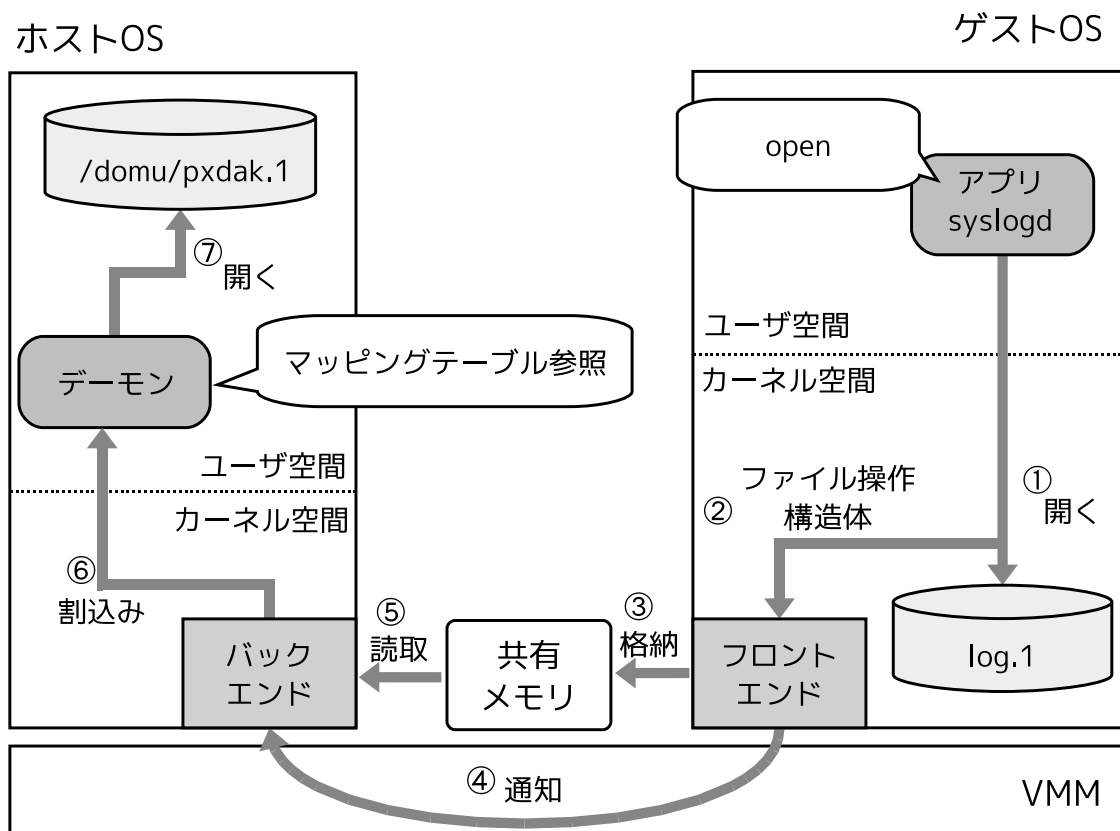 ホストOS
ゲストOS
/domu/pxdak.1
open
アプリ
syslogd
⑦
開く
ユーザ空間
カーネル空間
マッピングテーブル参照
デーモン
ユーザ空間
カーネル空間
ファイル操作
構造体
②
①
開く
⑥
割込み
⑤
読取
③
格納
バック
エンド
共有
メモリ
フロント
エンド
log.1
④ 通知
VMM